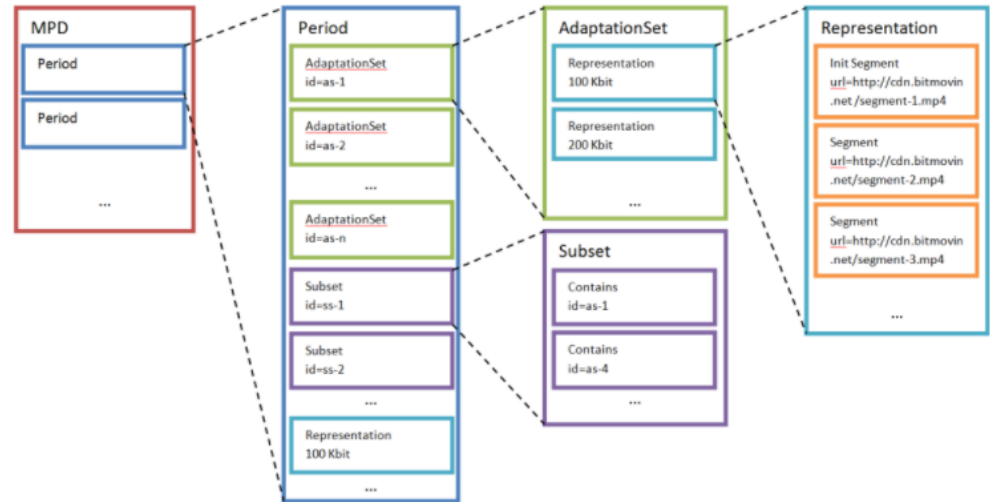 MPD
Period
Period
...
Period
AdaptationSet
id=as-1
AdaptationSet
id=as-2
...
AdaptationSet
id=as-n
Subset
id=ss-1
Subset
id=ss-2
...
Representation
100 Kbit
...
AdaptationSet
Representation
100 Kbit
Representation
200 Kbit
...
Subset
Contains
id=as-1
Contains
id=as-4
...
Representation
Init Segment
url=http://cdn.bitmovin
.net /segment-1.mp4
Segment
url=http://cdn.bitmovin
.net/segment-2.mp4
Segment
url=http://cdn.bitmovin
.net/segment-3.mp4
...